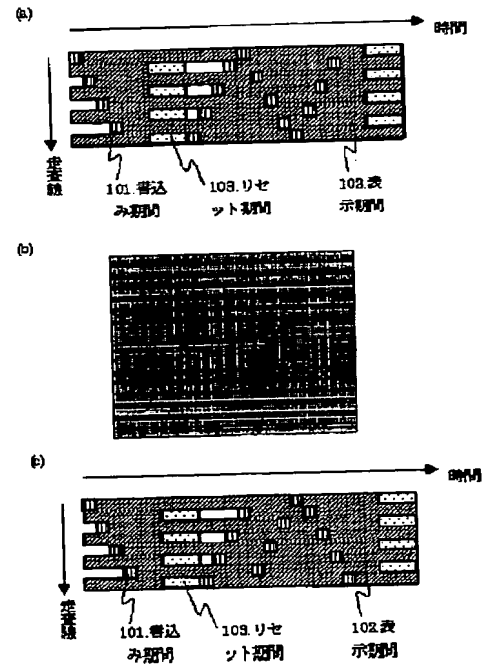 (a)
時間
走査線
101.書込
み期間
103.リセ
ット期間
102.表
示期間
(b)
(c)
時間
走査線
101.書込
み期間
103.リセ
ット期間
102.表
示期間